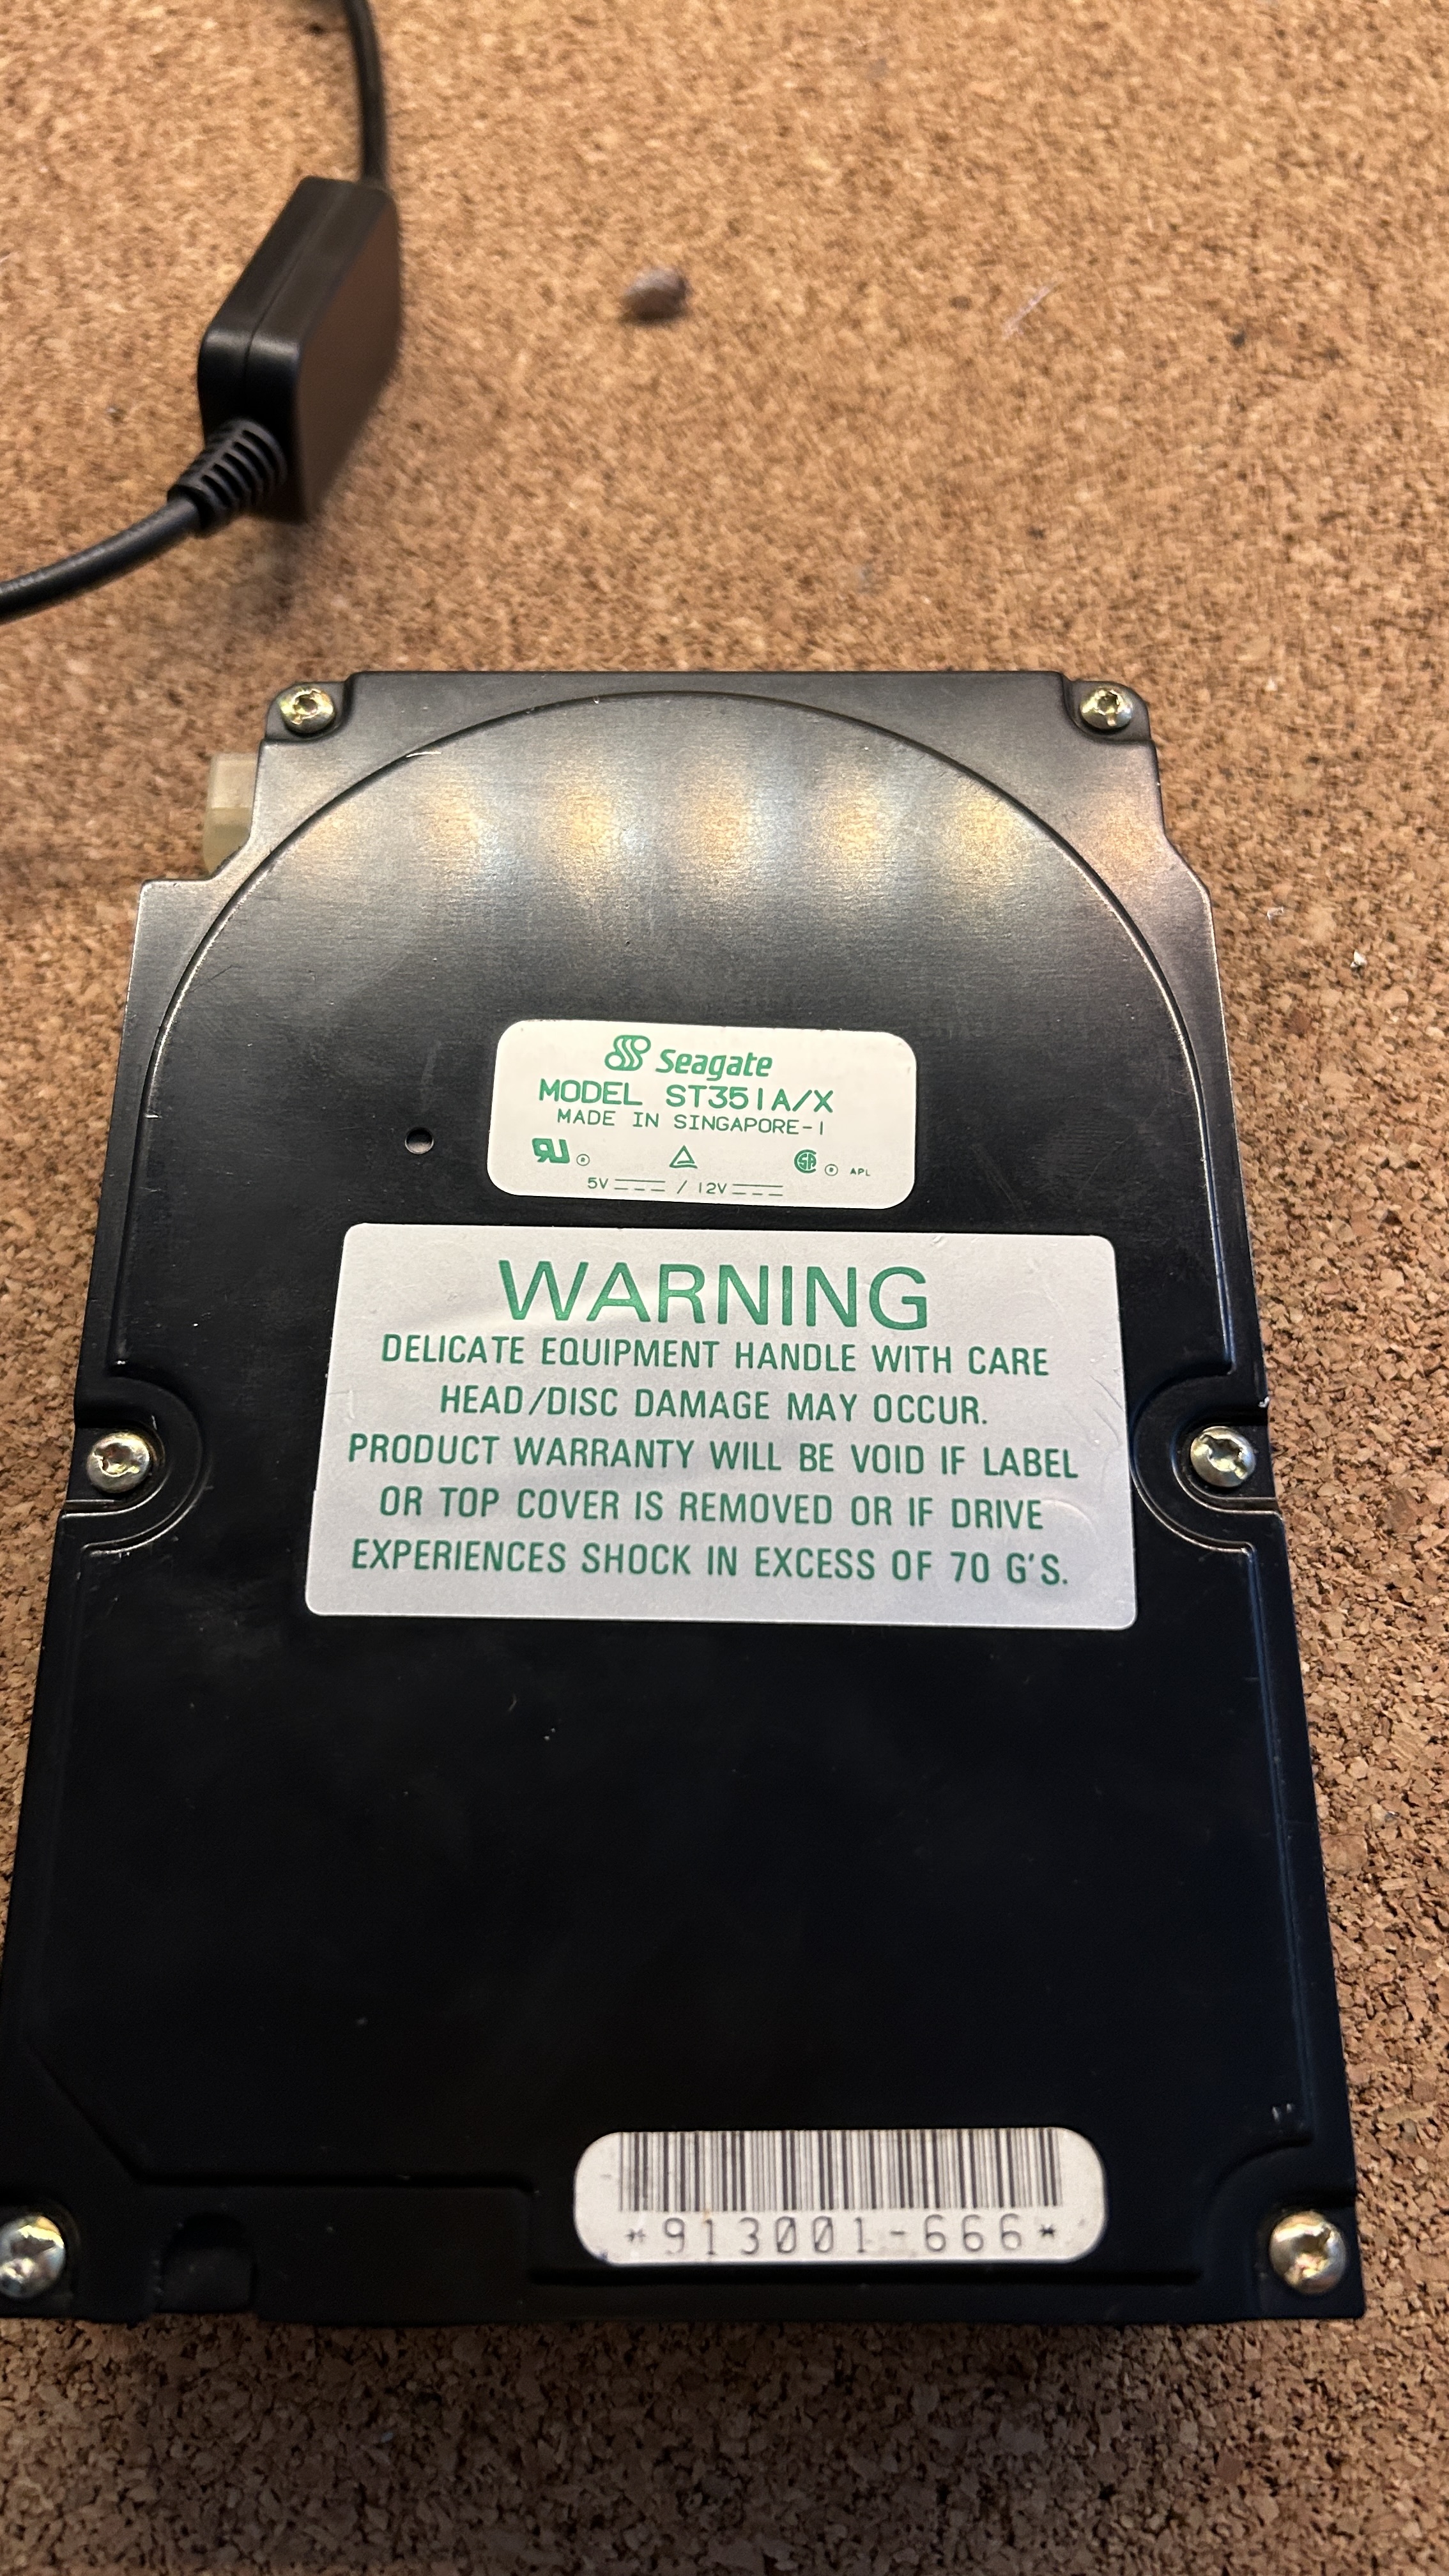 Seagate
MODEL ST351A/X
MADE IN SINGAPORE-1
® ® APL
5V / 12V
WARNING
DELICATE EQUIPMENT HANDLE WITH CARE
HEAD/DISC DAMAGE MAY OCCUR.
PRODUCT WARRANTY WILL BE VOID IF LABEL
OR TOP COVER IS REMOVED OR IF DRIVE
EXPERIENCES SHOCK IN EXCESS OF 70 G'S.
*913001-666*